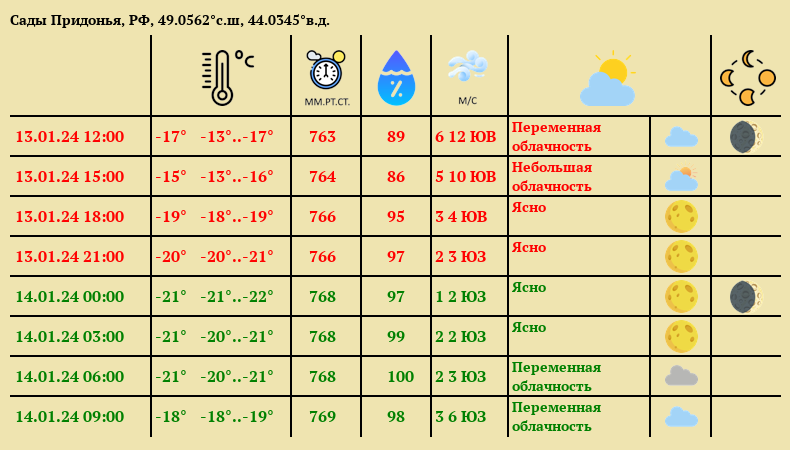 Сады Придонья, РФ, 49.0562°с.ш, 44.0345°в.д.
°C
ММ.РТ.СТ. % М/С
13.01.24 12:00 -17° -13°..-17° 763 89 6 12 ЮВ Переменная облачность
13.01.24 15:00 -15° -13°..-16° 764 86 5 10 ЮВ Небольшая облачность
13.01.24 18:00 -19° -18°..-19° 766 95 3 4 ЮВ Ясно
13.01.24 21:00 -20° -20°..-21° 766 97 2 3 ЮЗ Ясно
14.01.24 00:00 -21° -21°..-22° 768 97 1 2 ЮЗ Ясно
14.01.24 03:00 -21° -20°..-21° 768 99 2 2 ЮЗ Ясно
14.01.24 06:00 -21° -20°..-21° 768 100 2 3 ЮЗ Переменная облачность
14.01.24 09:00 -18° -18°..-19° 769 98 3 6 ЮЗ Переменная облачность